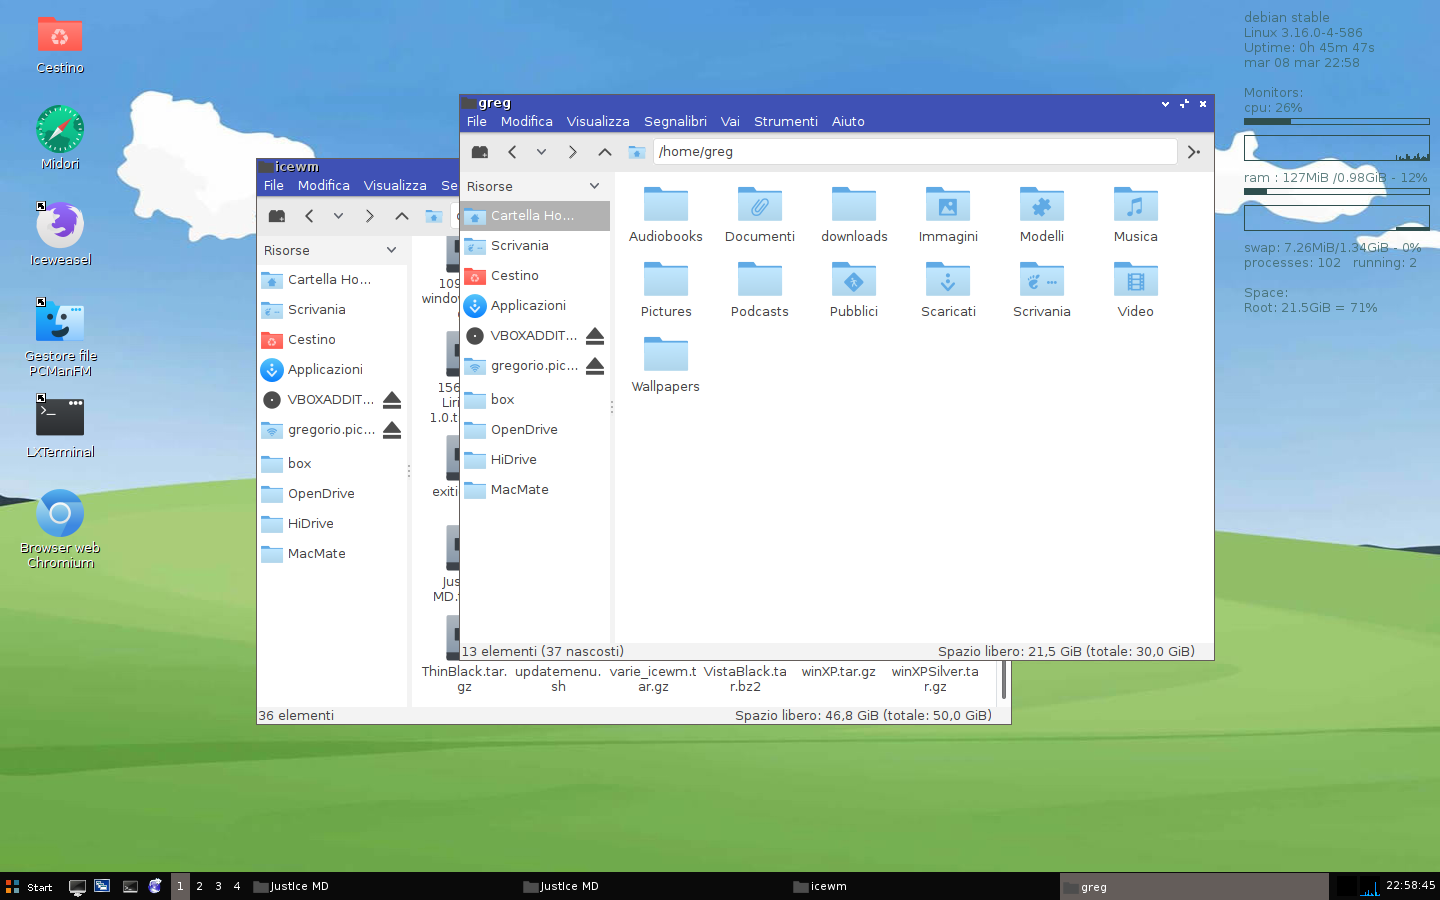 Cestino
Midori
Iceweasel
Gestore file
PCManFM
LXTerminal
Browser web
Chromium
debian stable
Linux 3.16.0-4-586
Uptime: 0h 45m 47s
mar 08 mar 22:58
Monitors:
cpu: 26%
ram : 127MiB /0.98GiB - 12%
swap: 7.26MiB/1.34GiB - 0%
processes: 102 running: 2
Space:
Root: 21.5GiB = 71%
greg
File Modifica Visualizza Segnalibri Vai Strumenti Aiuto
/home/greg
Risorse
Cartella Ho...
Scrivania
Cestino
Applicazioni
VBOXADDIT...
gregorio.pic...
box
OpenDrive
HiDrive
MacMate
Audiobooks Documenti downloads Immagini Modelli Musica
Pictures Podcasts Pubblici Scaricati Scrivania Video
Wallpapers
13 elementi (37 nascosti) Spazio libero: 21,5 GiB (totale: 30,0 GiB)
icewm
File Modifica Visualizza Se
Risorse
Cartella Ho...
Scrivania
Cestino
Applicazioni
VBOXADDIT...
gregorio.pic...
box
OpenDrive
HiDrive
MacMate
109
windo
156
Liri
1.0.t
exiti
Jus
MD.
ThinBlack.tar. updatemenu. varie_icewm.t VistaBlack.ta winXP.tar.gz winXPSilver.ta
gz sh ar.gz r.bz2 r.gz
36 elementi Spazio libero: 46,8 GiB (totale: 50,0 GiB)
Start 1 2 3 4 JustIce MD JustIce MD icewm greg 22:58:45